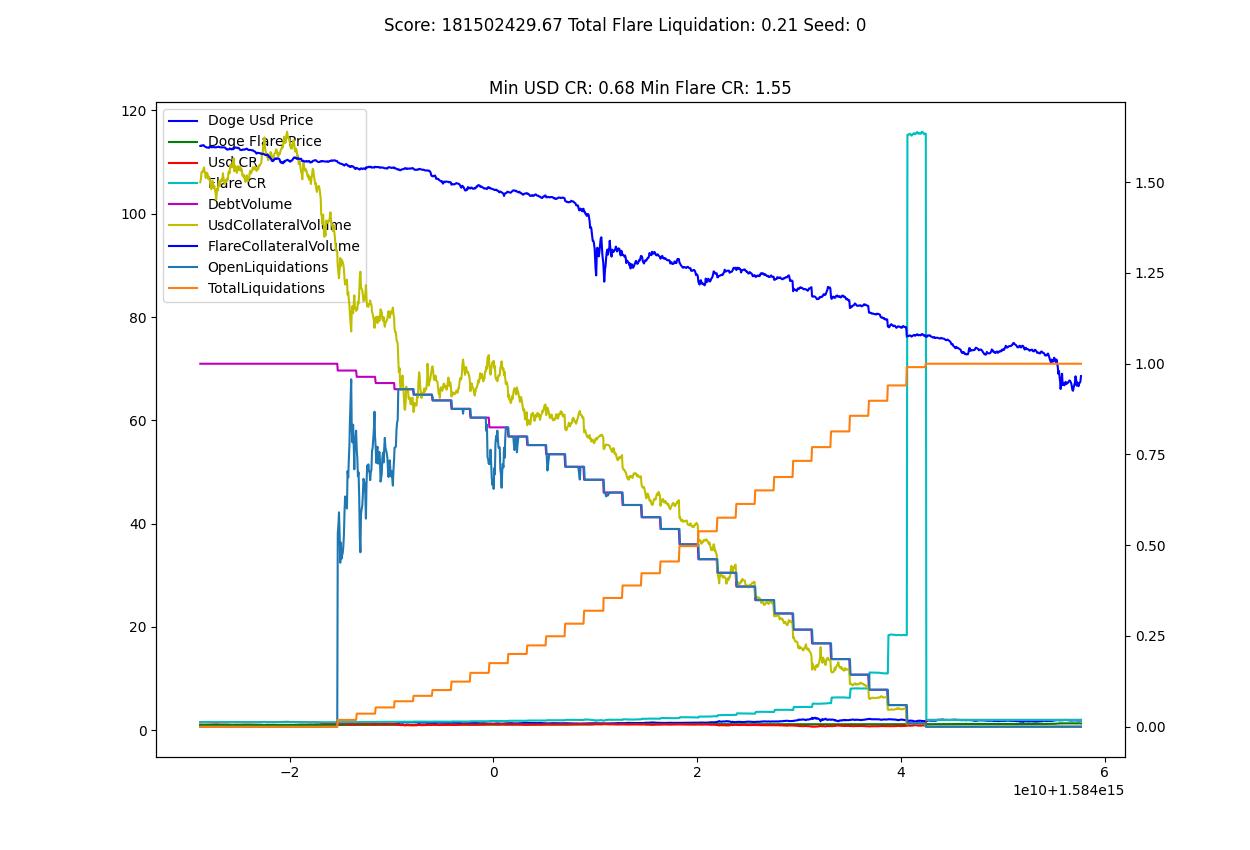 Score: 181502429.67 Total Flare Liquidation: 0.21 Seed: 0
Min USD CR: 0.68 Min Flare CR: 1.55
120
100
80
60
40
20
0
Doge Usd Price
Doge Flare Price
Usd CR
Flare CR
DebtVolume
UsdCollateralVolume
FlareCollateralVolume
OpenLiquidations
TotalLiquidations
1.50
1.25
1.00
0.75
0.50
0.25
0.00
−2 0 2 4 6
1e10+1.584e15